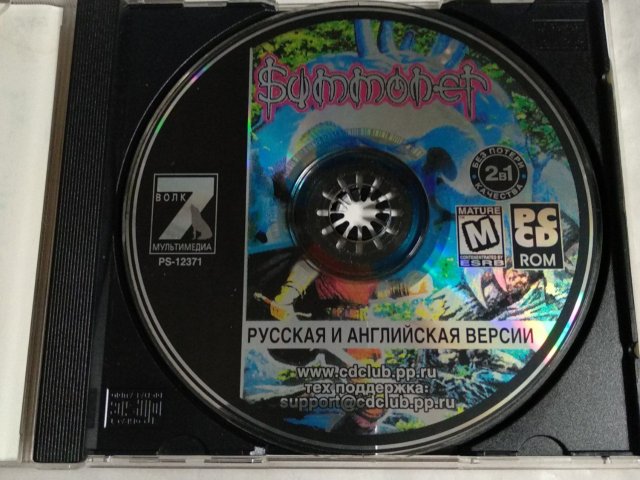 Summoner
БЕЗ ПОТЕРИ
2в1
КАЧЕСТВА
7
ВОЛК
МУЛЬТИМЕДИА
PS-12371
MATURE
M
ESRB
PC
CD
ROM
РУССКАЯ И АНГЛИЙСКАЯ ВЕРСИИ
www.cdclub.pp.ru
тех поддержка:
support@cdclub.pp.ru